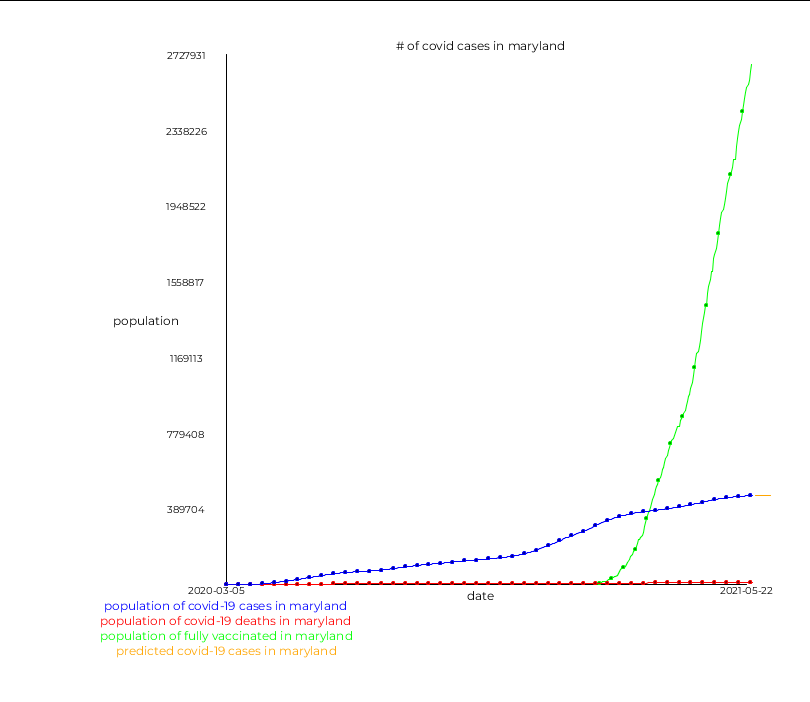 # of covid cases in maryland
2727931
2338226
1948522
1558817
population
1169113
779408
389704
2020-03-05
2021-05-22
date
population of covid-19 cases in maryland
population of covid-19 deaths in maryland
population of fully vaccinated in maryland
predicted covid-19 cases in maryland